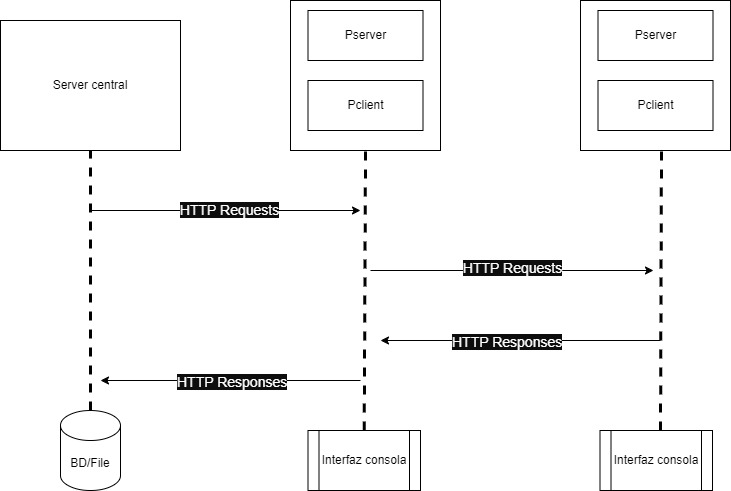 Pserver
Pserver
Server central
Pclient
Pclient
HTTP Requests
HTTP Requests
HTTP Responses
HTTP Responses
BD/File
Interfaz consola
Interfaz consola